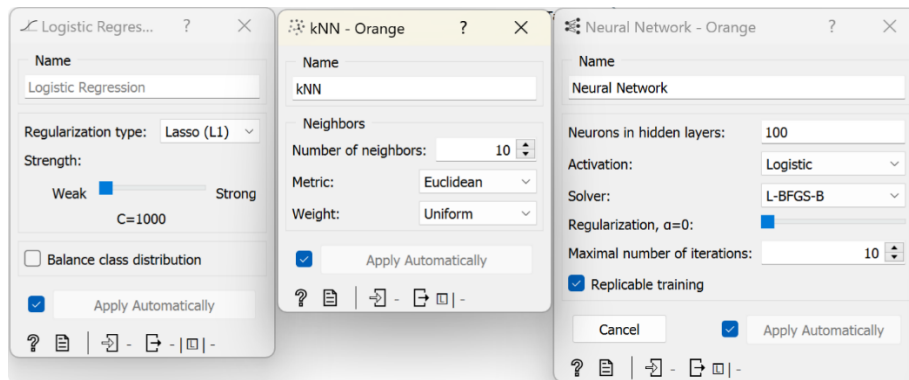 Logistic Regres... ?
Name
Logistic Regression
Regularization type: Lasso (L1)
Strength:
Weak Strong
C=1000
Balance class distribution
Apply Automatically
? - - | -
kNN - Orange ?
Name
kNN
Neighbors
Number of neighbors: 10
Metric: Euclidean
Weight: Uniform
Apply Automatically
? - | -
Neural Network - Orange ?
Name
Neural Network
Neurons in hidden layers: 100
Activation: Logistic
Solver: L-BFGS-B
Regularization, α=0:
Maximal number of iterations: 10
Replicable training
Cancel Apply Automatically
? - | -